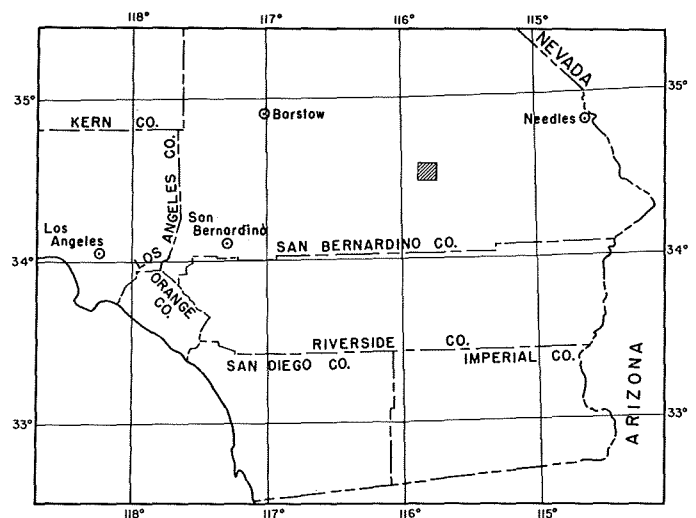 118° 117° 116° 115°
NEVADA
35° 35°
Barstow
KERN CO.
Needles
LOS ANGELES CO.
San
Bernardino
Los
Angeles
SAN BERNARDINO CO.
34° 34°
ORANGE
CO.
RIVERSIDE CO.
SAN DIEGO CO. IMPERIAL CO.
ARIZONA
33° 33°
118° 117° 116° 115°